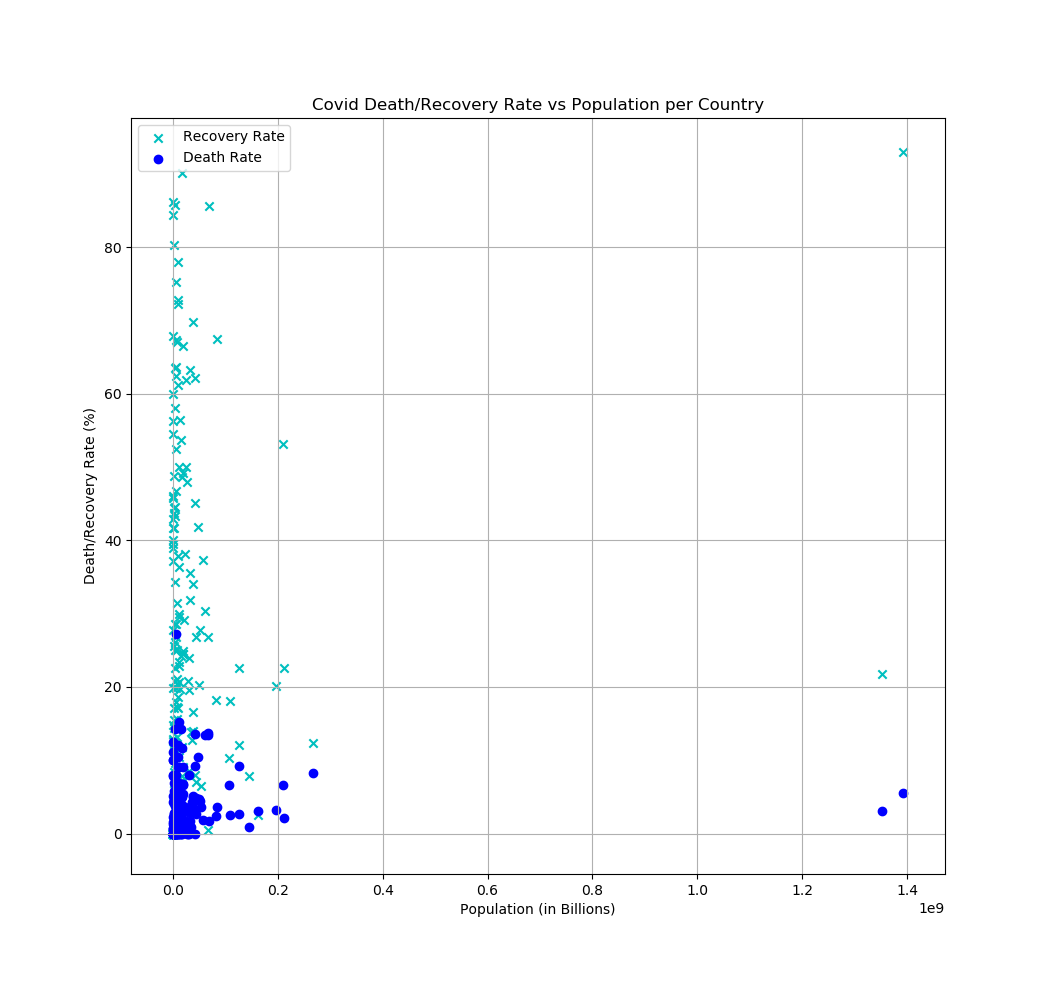 Covid Death/Recovery Rate vs Population per Country
Recovery Rate
Death Rate
Death/Recovery Rate (%)
80
60
40
20
0
0.0 0.2 0.4 0.6 0.8 1.0 1.2 1.4
1e9
Population (in Billions)